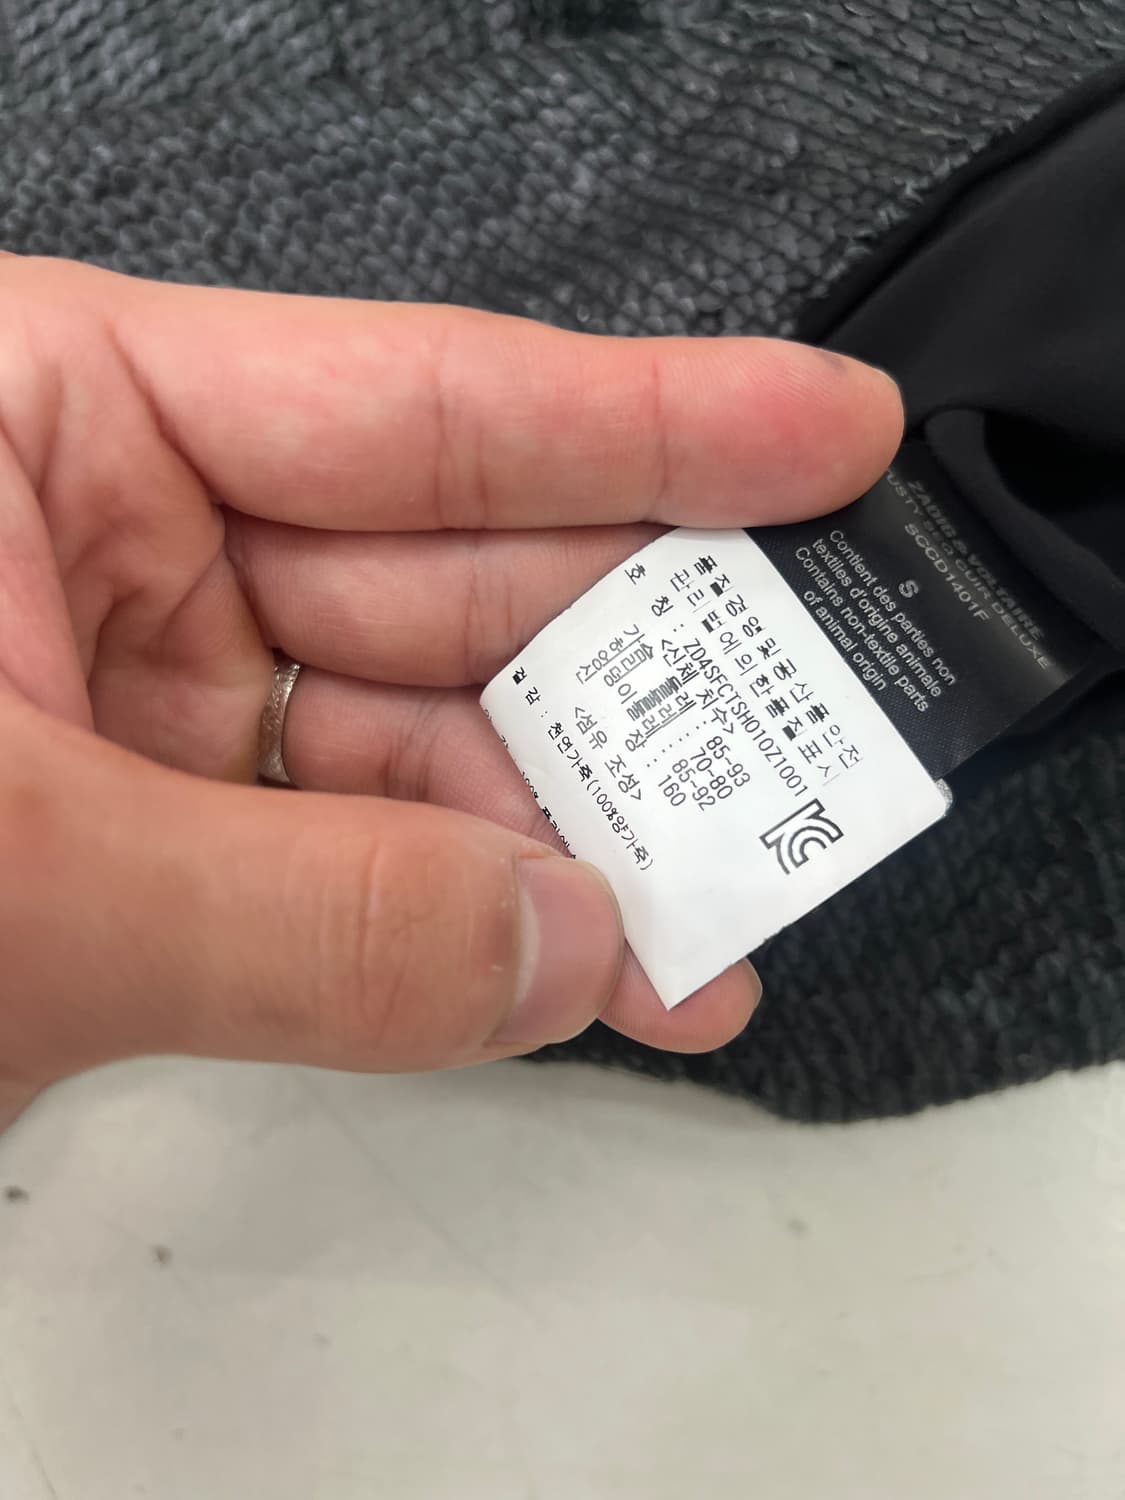 ZADIG & VOLTAIRE
CUIR DELUXE
SCCD1401F
S
Contient des parties non
textiles d'origine animale
Contains non-textile parts
of animal origin
품질경영및공산품안전
관리법에의한품질표시
호 칭 : ZD4SFCTSH010Z1001
<신체 치수>
가슴둘레 : 85-93
허리둘레 : 70-80
엉덩이둘레 : 85-92
신 장 : 160
<섬유 조성>
겉감 : 천연가죽(100%양가죽)